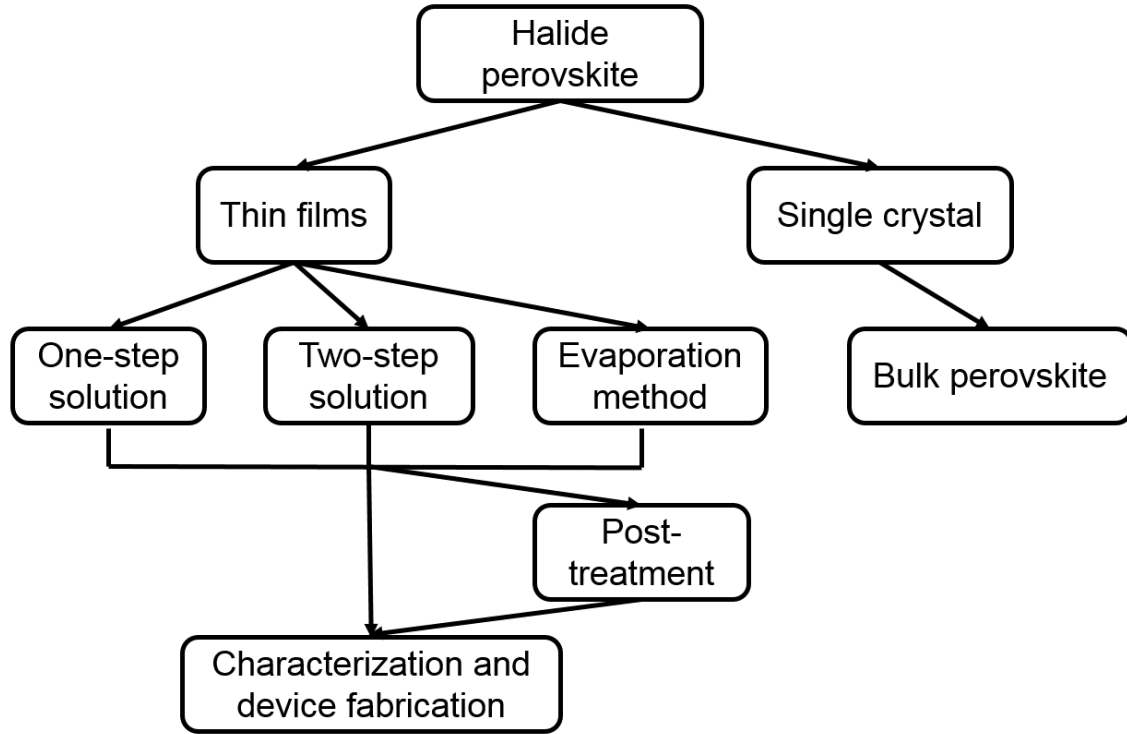 Halide
perovskite
Thin films
Single crystal
One-step
solution
Two-step
solution
Evaporation
method
Bulk perovskite
Post-
treatment
Characterization and
device fabrication